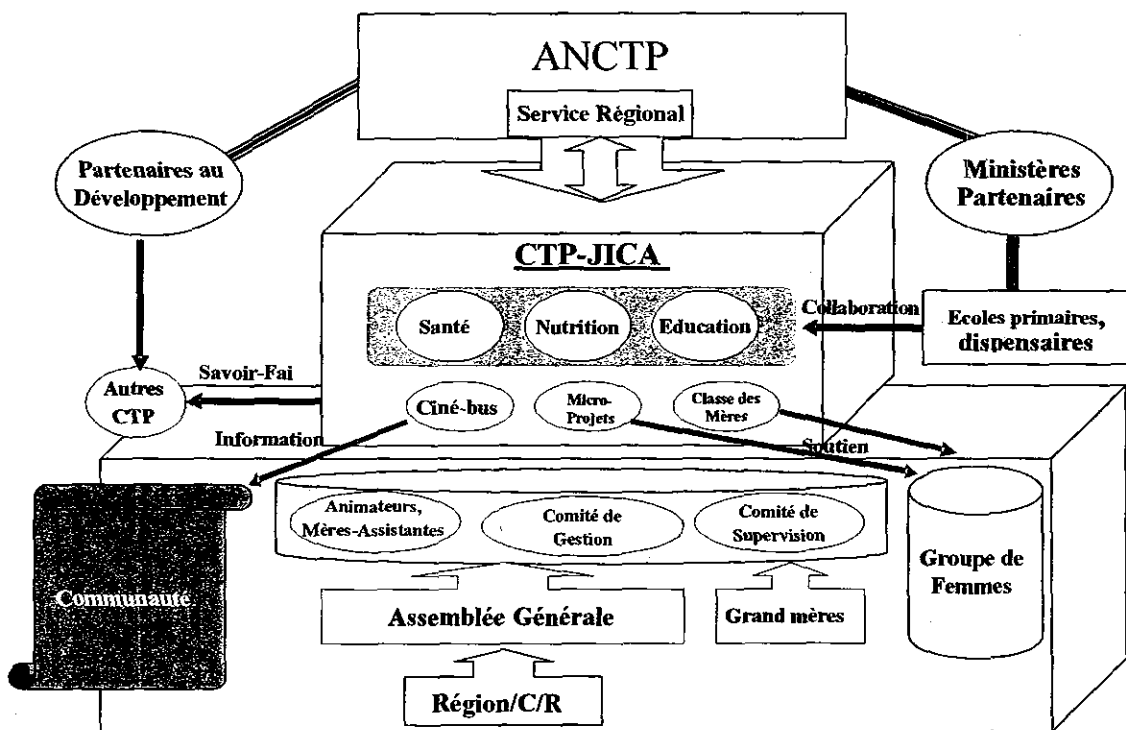 ANCTP
Service Régional
Partenaires au
Développement
Ministères
Partenaires
CTP-JICA
Santé
Nutrition
Education
Collaboration
Ecoles primaires,
dispensaires
Savoir-Fai
Autres
CTP
Ciné-bus
Micro-
Projets
Classe des
Mères
Information
Soutien
Animateurs,
Mères-Assistantes
Comité de
Gestion
Comité de
Supervision
Groupe de
Femmes
Communauté
Assemblée Générale
Grand mères
Région/C/R